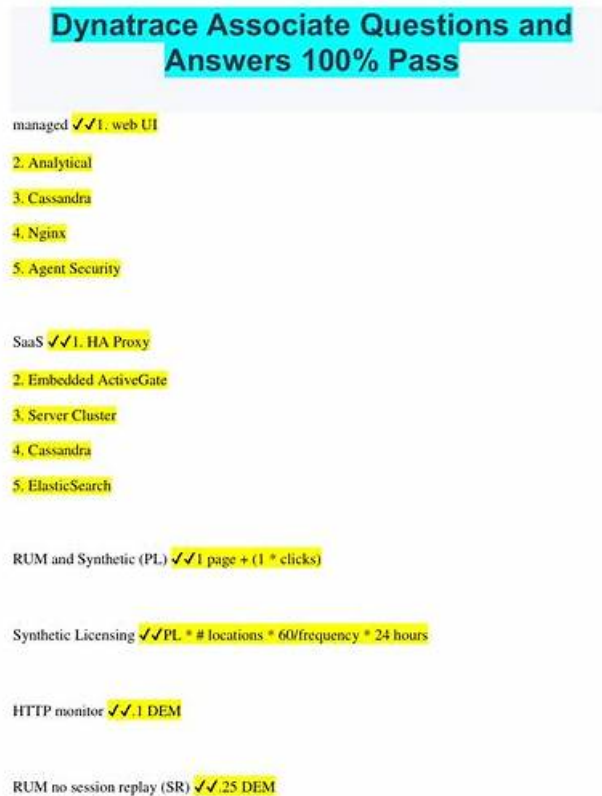 Dynatrace Associate Questions and
Answers 100% Pass
managed ✓✓1. web UI
2. Analytical
3. Cassandra
4. Nginx
5. Agent Security
SaaS ✓✓1. HA Proxy
2. Embedded ActiveGate
3. Server Cluster
4. Cassandra
5. ElasticSearch
RUM and Synthetic (PL) ✓✓1 page + (1 * clicks)
Synthetic Licensing ✓✓PL * # locations * 60/frequency * 24 hours
HTTP monitor ✓✓.1 DEM
RUM no session replay (SR) ✓✓.25 DEM